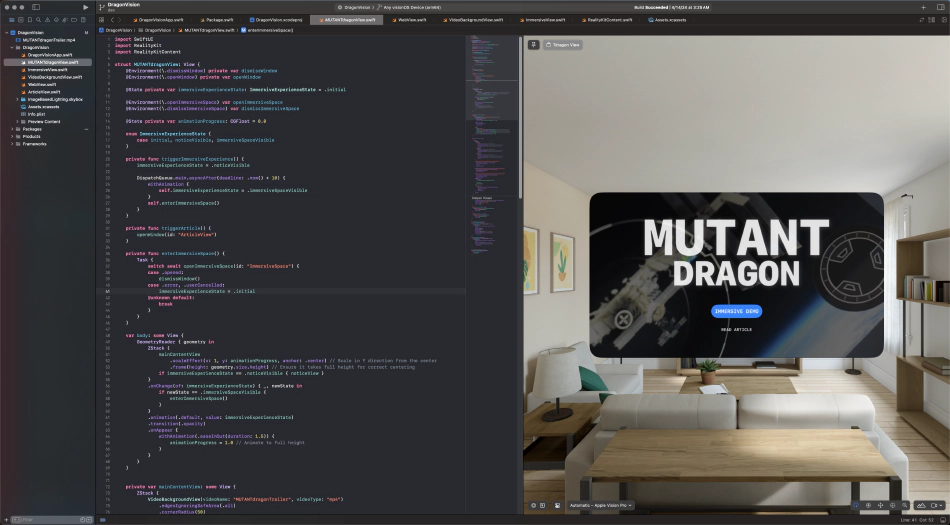 DragonVision
dev
DragonVision
Any visionOS Device (arm64)
Build Succeeded | 6/14/24 at 3:25 AM
DragonVisionApp.swift
Package.swift
DragonVision.xcodeproj
MUTANTdragonView.swift
WebView.swift
VideoBackgroundView.swift
ImmersiveView.swift
RealityKitContent.swift
Assets.xcassets
DragonVision
DragonVision
MUTANTdragonView.swift
enterImmersiveSpace()
DragonVision
MUTANTdragonTrailer.mp4
DragonVision
DragonVisionApp.swift
MUTANTdragonView.swift
ImmersiveView.swift
VideoBackgroundView.swift
WebView.swift
ArticleView.swift
ImageBasedLighting.skybox
Assets.xcassets
Info.plist
Preview Content
Packages
Products
Frameworks
import SwiftUI
import RealityKit
import RealityKitContent
struct MUTANTdragonView: View {
@Environment(\.dismissWindow) private var dismissWindow
@Environment(\.openWindow) private var openWindow
@State private var immersiveExperienceState: ImmersiveExperienceState = .initial
@Environment(\.openImmersiveSpace) var openImmersiveSpace
@Environment(\.dismissImmersiveSpace) var dismissImmersiveSpace
@State private var animationProgress: CGFloat = 0.0
enum ImmersiveExperienceState {
case initial, noticeVisible, immersiveSpaceVisible
}
private func triggerImmersiveExperience() {
immersiveExperienceState = .noticeVisible
DispatchQueue.main.asyncAfter(deadline: .now() + 10) {
withAnimation {
self.immersiveExperienceState = .immersiveSpaceVisible
}
self.enterImmersiveSpace()
}
}
private func triggerArticle() {
openWindow(id: "ArticleView")
}
private func enterImmersiveSpace() {
Task {
switch await openImmersiveSpace(id: "ImmersiveSpace") {
case .opened:
dismissWindow()
case .error, .userCancelled:
immersiveExperienceState = .initial
@unknown default:
break
}
}
}
var body: some View {
GeometryReader { geometry in
ZStack {
mainContentView
.scaleEffect(x: 1, y: animationProgress, anchor: .center) // Scale in Y direction from the center
.frame(height: geometry.size.height) // Ensure it takes full height for correct centering
if immersiveExperienceState == .noticeVisible { noticeView }
}
.onChange(of: immersiveExperienceState) { _, newState in
if newState == .immersiveSpaceVisible {
enterImmersiveSpace()
}
}
.animation(.default, value: immersiveExperienceState)
.transition(.opacity)
.onAppear {
withAnimation(.easeInOut(duration: 1.5)) {
animationProgress = 1.0 // Animate to full height
}
}
}
}
private var mainContentView: some View {
ZStack {
VideoBackgroundView(videoName: "MUTANTdragonTrailer", videoType: "mp4")
.edgesIgnoringSafeArea(.all)
.cornerRadius(50)
MUTANT
DRAGON
IMMERSIVE DEMO
READ ARTICLE
Automatic – Apple Vision Pro
Filter
Line: 41 Col: 52